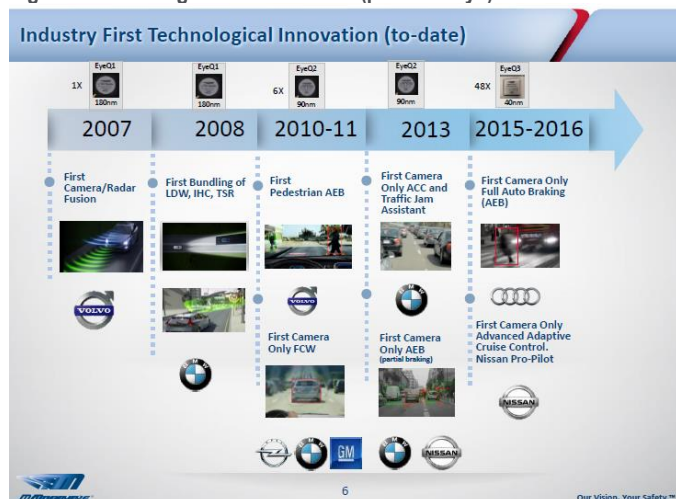 Industry First Technological Innovation (to-date)
EyeQ1
1X
180nm
EyeQ1
180nm
EyeQ2
6X
90nm
EyeQ2
90nm
EyeQ3
48X
40nm
2007
2008
2010-11
2013
2015-2016
First
Camera/Radar
Fusion
VOLVO
First Bundling of
LDW, IHC, TSR
BMW
First
Pedestrian AEB
VOLVO
First Camera
Only FCW
BMW
GM
First Camera
Only ACC and
Traffic Jam
Assistant
BMW
First Camera
Only AEB
(partial braking)
BMW
NISSAN
First Camera Only
Full Auto Braking
(AEB)
First Camera Only
Advanced Adaptive
Cruise Control.
Nissan Pro-Pilot
NISSAN
6
Our Vision. Your Safety.™